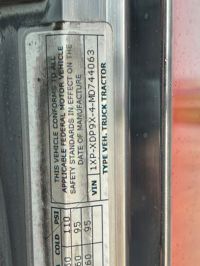 THIS VEHICLE CONFORMS TO ALL
APPLICABLE FEDERAL MOTOR VEHICLE
SAFETY STANDARDS IN EFFECT ON THE
DATE OF MANUFACTURE
VIN 1XP-XDP9X-4-MD744063
TYPE VEH. TRUCK TRACTOR
COLD PSI
110
95
95